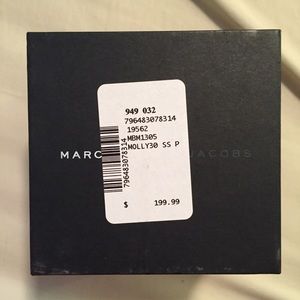 949 032
796483078314
19562
MBM1305
MOLLY30 SS P
MARC JACOBS
796483078314
$ 199.99